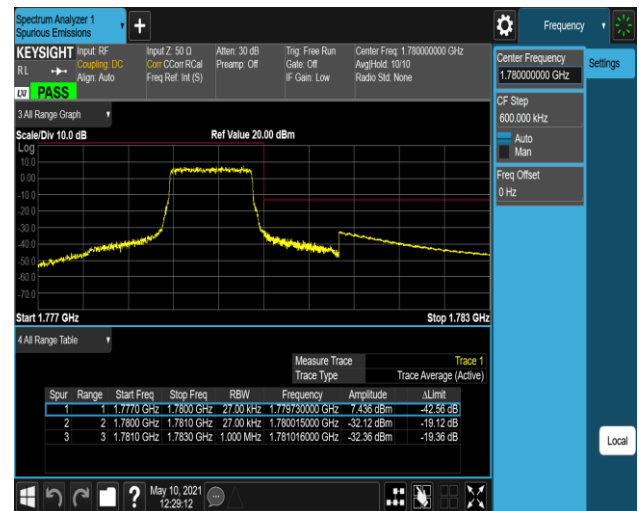 Spectrum Analyzer 1
Spurious Emissions
Frequency
KEYSIGHT Input: RF Input Z: 50 Ω Atten: 30 dB Trig: Free Run Center Freq: 1.780000000 GHz
RL Coupling: DC Corr CCorr RCal Preamp: Off Gate: Off Avg|Hold: 10/10
Align: Auto Freq Ref: Int (S) IF Gain: Low Radio Std: None
LXI PASS
Center Frequency
1.780000000 GHz
Settings
CF Step
600.000 kHz
Auto
Man
Freq Offset
0 Hz
Local
3 All Range Graph
Scale/Div 10.0 dB Ref Value 20.00 dBm
Log
10.0
0.00
-10.0
-20.0
-30.0
-40.0
-50.0
-60.0
-70.0
Start 1.777 GHz Stop 1.783 GHz
4 All Range Table
Measure Trace Trace 1
Trace Type Trace Average (Active)
Spur Range Start Freq Stop Freq RBW Frequency Amplitude ΔLimit
1 1 1.7770 GHz 1.7800 GHz 27.00 kHz 1.779730000 GHz 7.436 dBm -42.56 dB
2 2 1.7800 GHz 1.7810 GHz 27.00 kHz 1.780015000 GHz -32.12 dBm -19.12 dB
3 3 1.7810 GHz 1.7830 GHz 1.000 MHz 1.781016000 GHz -32.36 dBm -19.36 dB
May 10, 2021
12:29:12